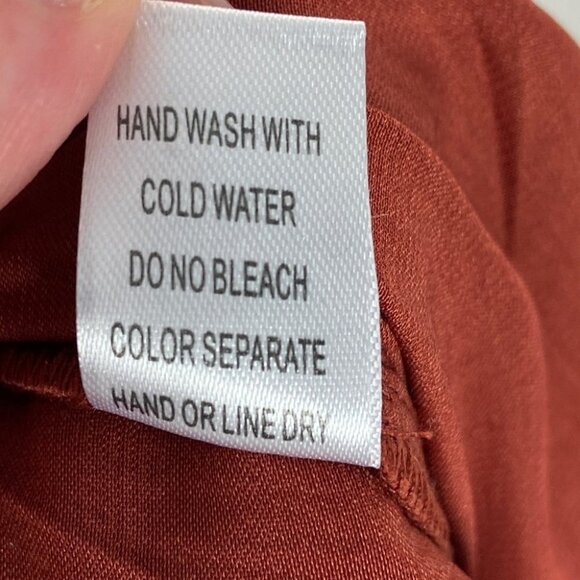 HAND WASH WITH
COLD WATER
DO NO BLEACH
COLOR SEPARATE
HAND OR LINE DRY